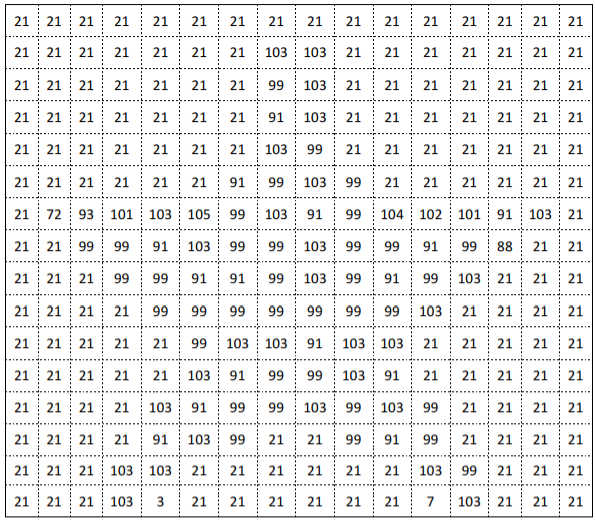 21 21 21 21 21 21 21 21 21 21 21 21 21 21 21 21
21 21 21 21 21 21 21 103 103 21 21 21 21 21 21 21
21 21 21 21 21 21 21 99 103 21 21 21 21 21 21 21
21 21 21 21 21 21 21 91 103 21 21 21 21 21 21 21
21 21 21 21 21 21 21 103 99 21 21 21 21 21 21 21
21 21 21 21 21 21 91 99 103 99 21 21 21 21 21 21
21 72 93 101 103 105 99 103 91 99 104 102 101 91 103 21
21 21 99 99 91 103 99 99 103 99 99 91 99 88 21 21
21 21 21 99 99 91 91 99 103 99 91 99 103 21 21 21
21 21 21 21 99 99 99 99 99 99 99 103 21 21 21 21
21 21 21 21 21 99 103 103 91 103 103 21 21 21 21 21
21 21 21 21 21 103 91 99 99 103 91 21 21 21 21 21
21 21 21 21 103 91 99 99 103 99 103 99 21 21 21 21
21 21 21 21 91 103 99 21 21 99 91 99 21 21 21 21
21 21 21 103 103 21 21 21 21 21 21 103 99 21 21 21
21 21 21 103 3 21 21 21 21 21 21 7 103 21 21 21